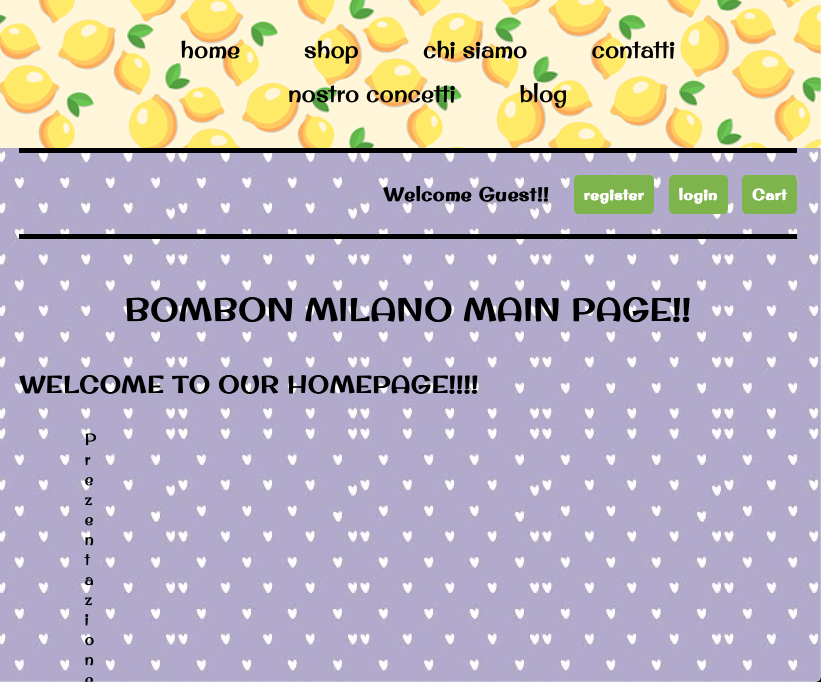 home shop chi siamo contatti
nostro concetti blog
Welcome Guest!! register login Cart
BOMBON MILANO MAIN PAGE!!
WELCOME TO OUR HOMEPAGE!!!!
P
r
e
z
e
n
t
a
z
i
o
n
e